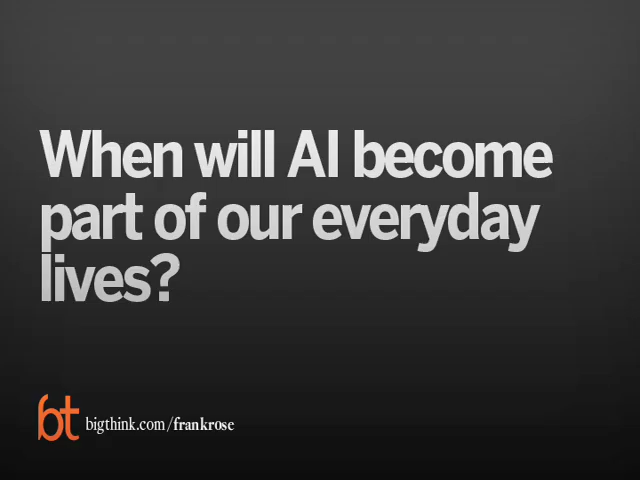 When will AI become
part of our everyday
lives?
bt bigthink.com/frankrose